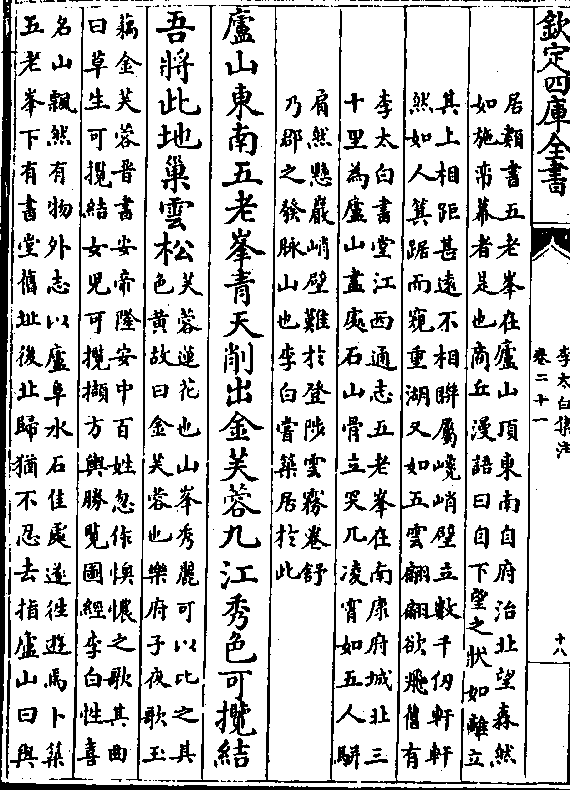 欽定四庫全書
李太白集注
卷二十一
十八
居類書五老峯在廬山頂東南自府治北望森然
如施帟幕者是也商丘漫語曰自下望之狀如離立
其上相距甚遠不相聨屬巉峭壁立數千仞軒軒
然如人箕踞而窺重湖又如五雲翩翩欲飛舊有
李太白書堂江西通志五老峯在南康府城北三
十里為廬山盡處石山骨立突兀凌霄如五人駢
肩然懸巖峭壁難於登陟雲霧卷舒
乃郡之發脉山也李白嘗築居於此
廬山東南五老峯青天削出金芙蓉九江秀色可攬結
吾將此地巢雲松
芙蓉蓮花也山峯秀麗可以比之其
色黄故曰金芙蓉也樂府子夜歌玉
藕金芙蓉晉書安帝隆安中百姓忽作懊憹之歌其曲
曰草生可攬結女兒可攬擷方輿勝覽圖經李白性喜
名山飄然有物外志以廬阜水石佳處遂徃遊焉卜築
五老峯下有書堂舊址後北歸猶不忍去指廬山曰與